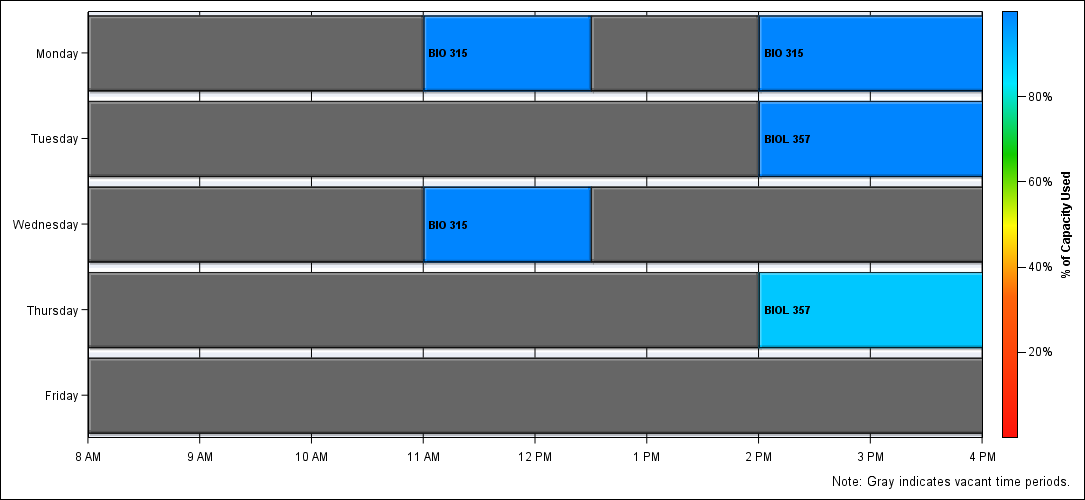 Monday
BIO 315
BIO 315
80%
Tuesday
BIOL 357
60%
% of Capacity Used
Wednesday
BIO 315
40%
Thursday
BIOL 357
20%
Friday
8 AM 9 AM 10 AM 11 AM 12 PM 1 PM 2 PM 3 PM 4 PM
Note: Gray indicates vacant time periods.